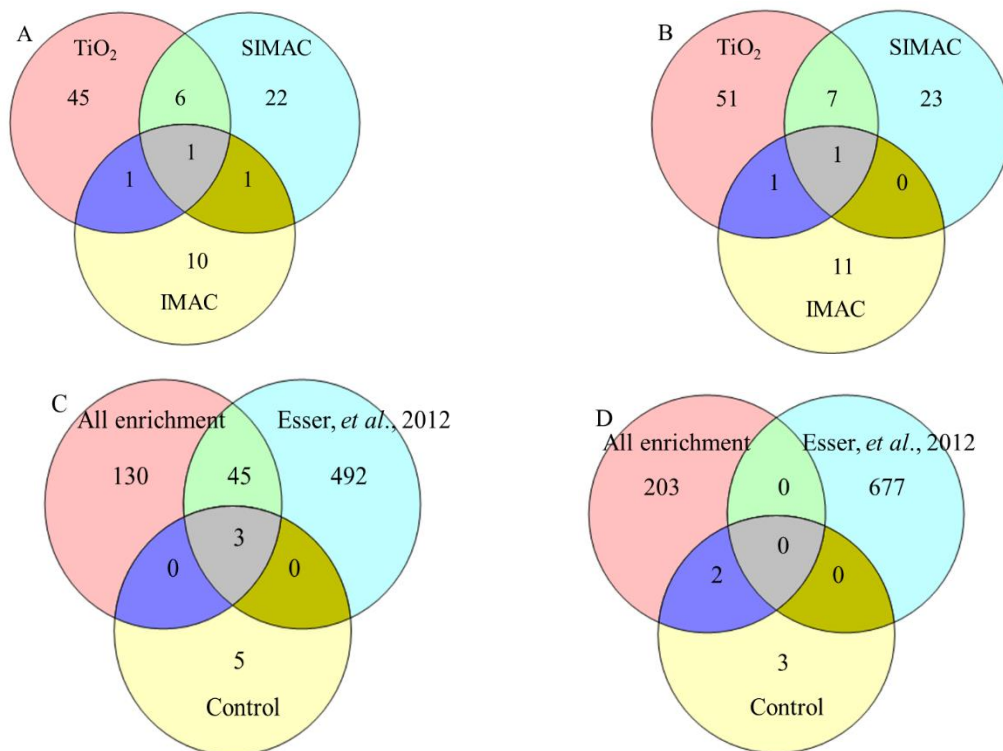 A
TiO2
SIMAC
45
6
22
1
1
1
10
IMAC
B
TiO2
SIMAC
51
7
23
1
1
0
11
IMAC
C
All enrichment
Esser, et al., 2012
130
45
492
3
0
0
5
Control
D
All enrichment
Esser, et al., 2012
203
0
677
0
2
0
3
Control